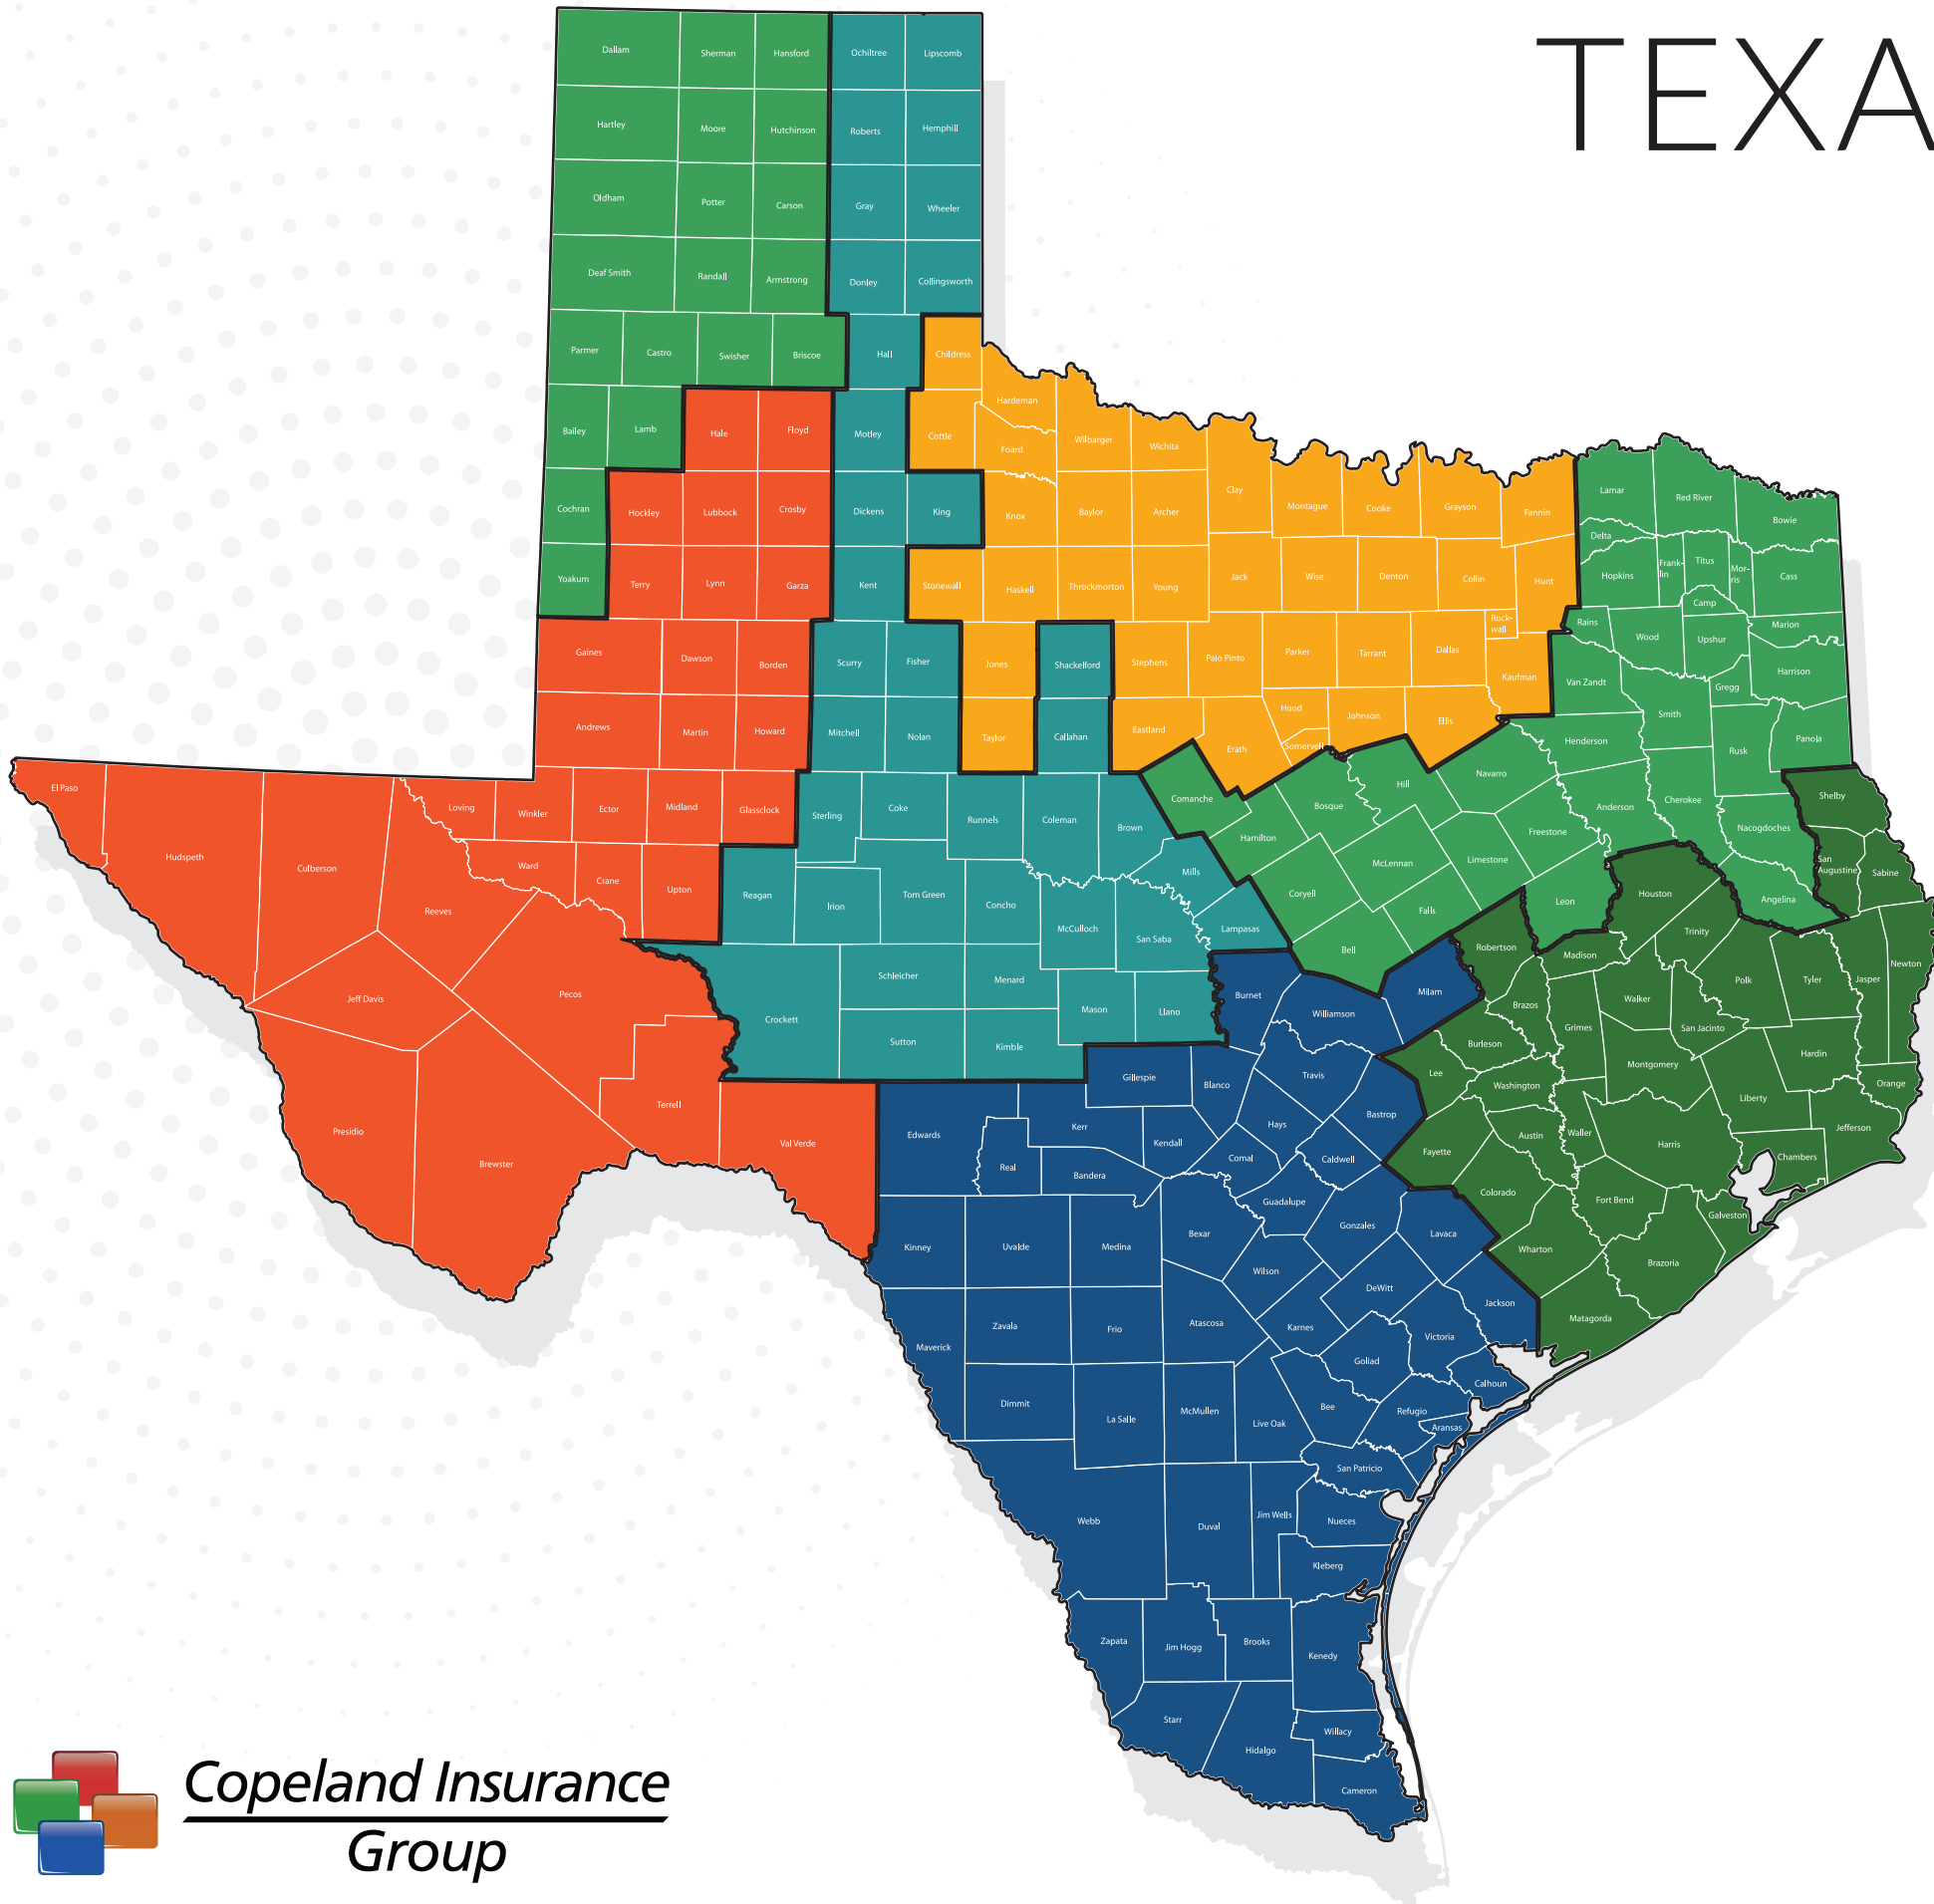 TEXA
Dallam
Sherman
Hansford
Ochiltree
Lipscomb
Hartley
Moore
Hutchinson
Roberts
Hemphill
Oldham
Potter
Carson
Gray
Wheeler
Deaf Smith
Randall
Armstrong
Donley
Collingsworth
Parmer
Castro
Swisher
Briscoe
Hall
Childress
Bailey
Lamb
Hale
Floyd
Motley
Cottle
Hardeman
Foard
Wilbarger
Wichita
Clay
Montague
Cooke
Grayson
Fannin
Lamar
Red River
Bowie
Cochran
Hockley
Lubbock
Crosby
Dickens
King
Knox
Baylor
Archer
Delta
Hopkins
Frank-
lin
Titus
Mor-
ris
Cass
Camp
Yoakum
Terry
Lynn
Garza
Kent
Stonewall
Haskell
Throckmorton
Young
Jack
Wise
Denton
Collin
Hunt
Rock-
wall
Rains
Wood
Upshur
Marion
Harrison
Gaines
Dawson
Borden
Scurry
Fisher
Jones
Shackelford
Stephens
Palo Pinto
Parker
Tarrant
Dallas
Kaufman
Van Zandt
Gregg
Smith
Andrews
Martin
Howard
Mitchell
Nolan
Taylor
Callahan
Eastland
Erath
Hood
Somervell
Johnson
Ellis
Henderson
Rusk
Panola
El Paso
Hudspeth
Culberson
Loving
Winkler
Ector
Midland
Glassclock
Sterling
Coke
Runnels
Coleman
Brown
Comanche
Hamilton
Bosque
Hill
Navarro
Anderson
Cherokee
Nacogdoches
Shelby
Reeves
Ward
Crane
Upton
Reagan
Irion
Tom Green
Concho
McCulloch
San Saba
Mills
Lampasas
Coryell
McLennan
Limestone
Freestone
Falls
Bell
Leon
Houston
Angelina
San
Augustine
Sabine
Jeff Davis
Pecos
Crockett
Schleicher
Menard
Mason
Llano
Sutton
Kimble
Burnet
Williamson
Milam
Robertson
Madison
Trinity
Polk
Tyler
Jasper
Newton
Brazos
Walker
Grimes
San Jacinto
Hardin
Burleson
Montgomery
Orange
Lee
Washington
Liberty
Jefferson
Presidio
Brewster
Terrell
Val Verde
Edwards
Real
Kerr
Bandera
Gillespie
Kendall
Blanco
Travis
Hays
Comal
Bastrop
Caldwell
Guadalupe
Fayette
Austin
Waller
Harris
Chambers
Colorado
Fort Bend
Galveston
Wharton
Brazoria
Matagorda
Kinney
Uvalde
Medina
Bexar
Wilson
Gonzales
Lavaca
DeWitt
Jackson
Maverick
Zavala
Frio
Atascosa
Karnes
Victoria
Goliad
Calhoun
Dimmit
La Salle
McMullen
Live Oak
Bee
Refugio
Aransas
San Patricio
Webb
Duval
Jim Wells
Nueces
Kleberg
Zapata
Jim Hogg
Brooks
Kenedy
Starr
Hidalgo
Willacy
Cameron
Copeland Insurance
Group